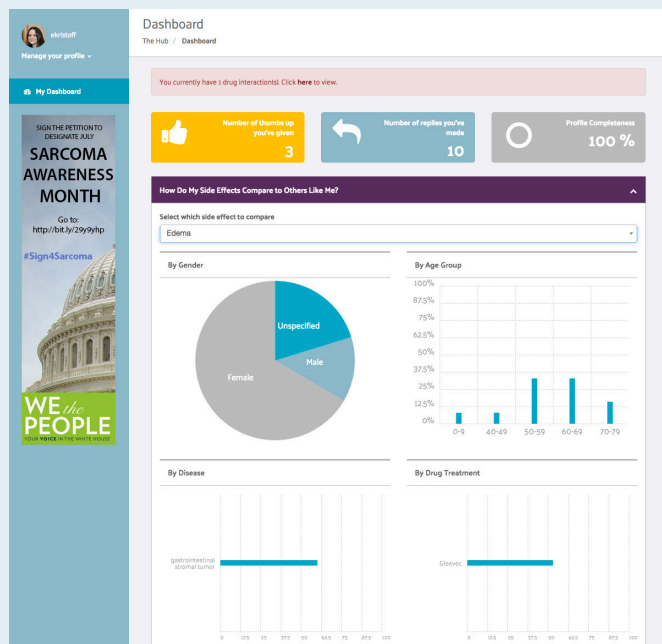 ekristoff
Manage your profile
My Dashboard
SIGN THE PETITION TO
DESIGNATE JULY
SARCOMA
AWARENESS
MONTH
Go to:
http://bit.ly/29y9yhp
#Sign4Sarcoma
WE the
PEOPLE
YOUR VOICE IN THE WHITE HOUSE
Dashboard
The Hub / Dashboard
You currently have 1 drug interaction(s). Click here to view.
Number of thumbs up
you've given
3
Number of replies you've
made
10
Profile Completeness
100 %
How Do My Side Effects Compare to Others Like Me?
Select which side effect to compare
Edema
By Gender
Unspecified
Male
Female
By Age Group
100%
87.5%
75%
62.5%
50%
37.5%
25%
12.5%
0%
0-9 40-49 50-59 60-69 70-79
By Disease
gastrointestinal
stromal tumor
0 12.5 25 37.5 50 62.5 75 87.5 100
By Drug Treatment
Gleevec
0 12.5 25 37.5 50 62.5 75 87.5 100